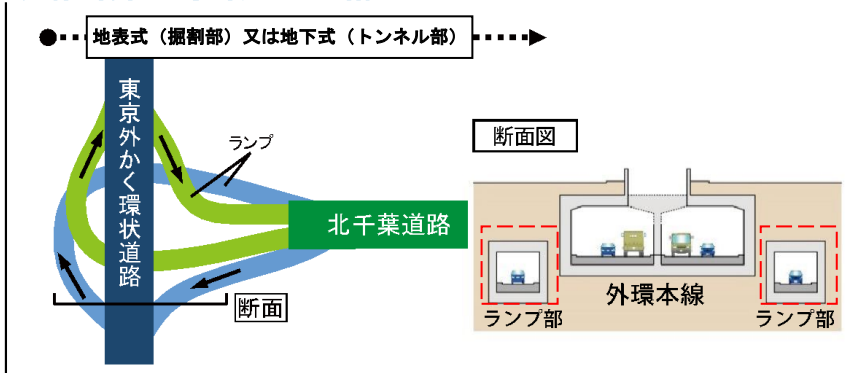 地表式（掘割部）又は地下式（トンネル部）
東京外かく環状道路
ランプ
北千葉道路
断面
断面図
外環本線
ランプ部
ランプ部